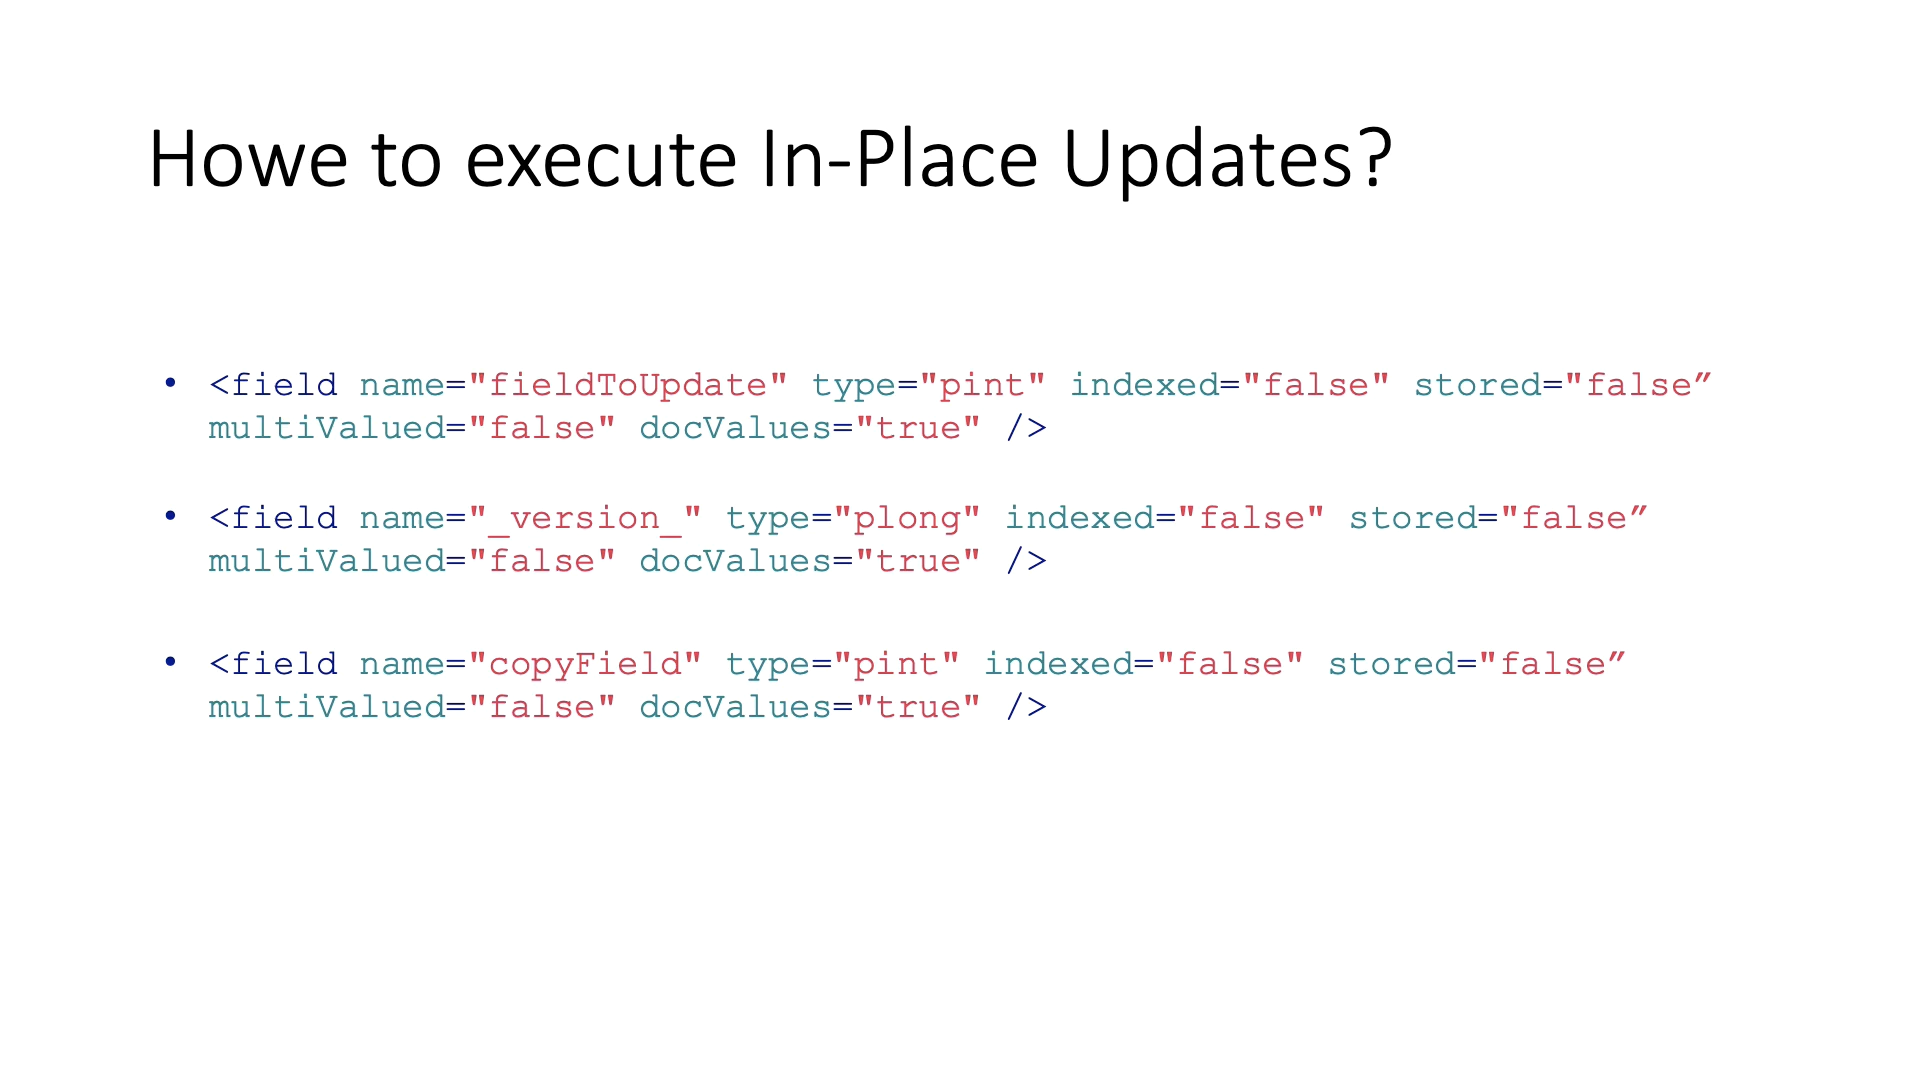 Howe to execute In-Place Updates?
• <field name="fieldToUpdate" type="pint" indexed="false" stored="false”
multiValued="false" docValues="true" />
• <field name="_version_" type="plong" indexed="false" stored="false”
multiValued="false" docValues="true" />
• <field name="copyField" type="pint" indexed="false" stored="false”
multiValued="false" docValues="true" />